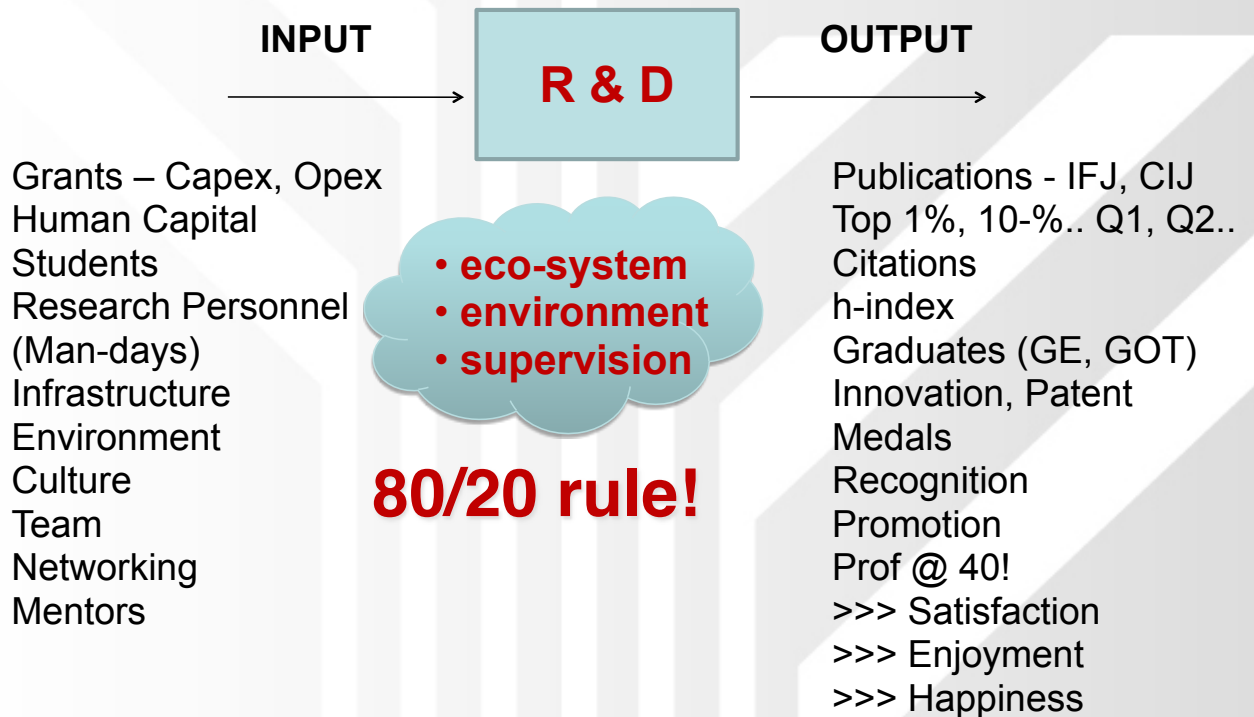 INPUT
R & D
OUTPUT
Grants – Capex, Opex
Human Capital
Students
Research Personnel
(Man-days)
Infrastructure
Environment
Culture
Team
Networking
Mentors
• eco-system
• environment
• supervision
80/20 rule!
Publications - IFJ, CIJ
Top 1%, 10-%.. Q1, Q2..
Citations
h-index
Graduates (GE, GOT)
Innovation, Patent
Medals
Recognition
Promotion
Prof @ 40!
>>> Satisfaction
>>> Enjoyment
>>> Happiness